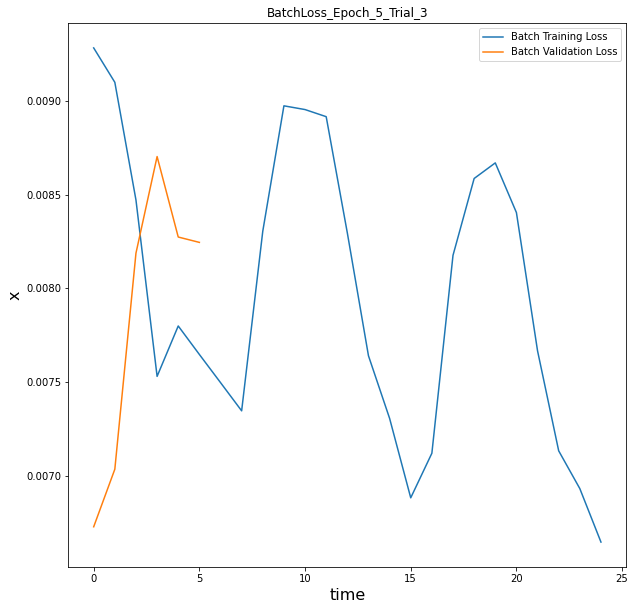 BatchLoss_Epoch_5_Trial_3
Batch Training Loss
Batch Validation Loss
0.0090
0.0085
0.0080
0.0075
0.0070
x
0 5 10 15 20 25
time